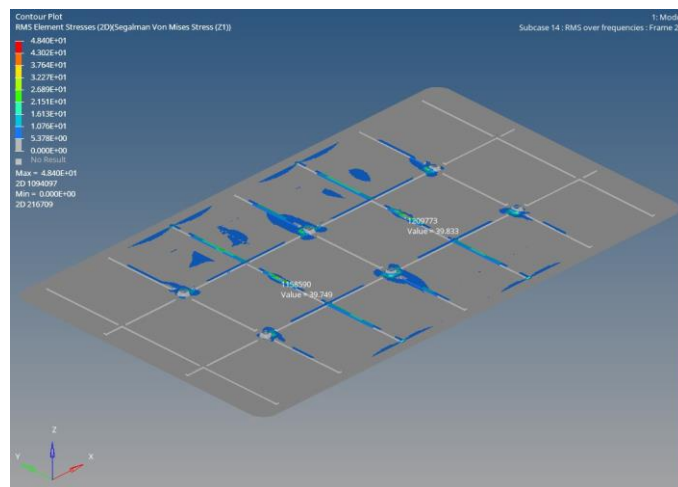 Contour Plot
RMS Element Stresses (2D)(Segalman Von Mises Stress (Z1))
4.840E+01
4.302E+01
3.764E+01
3.227E+01
2.689E+01
2.151E+01
1.613E+01
1.076E+01
5.378E+00
0.000E+00
No Result
Max = 4.840E+01
2D 1094097
Min = 0.000E+00
2D 216709
1: Mode
Subcase 14 : RMS over frequencies : Frame 2
1209773
Value = 39.833
1158590
Value = 39.749
Z
Y
X